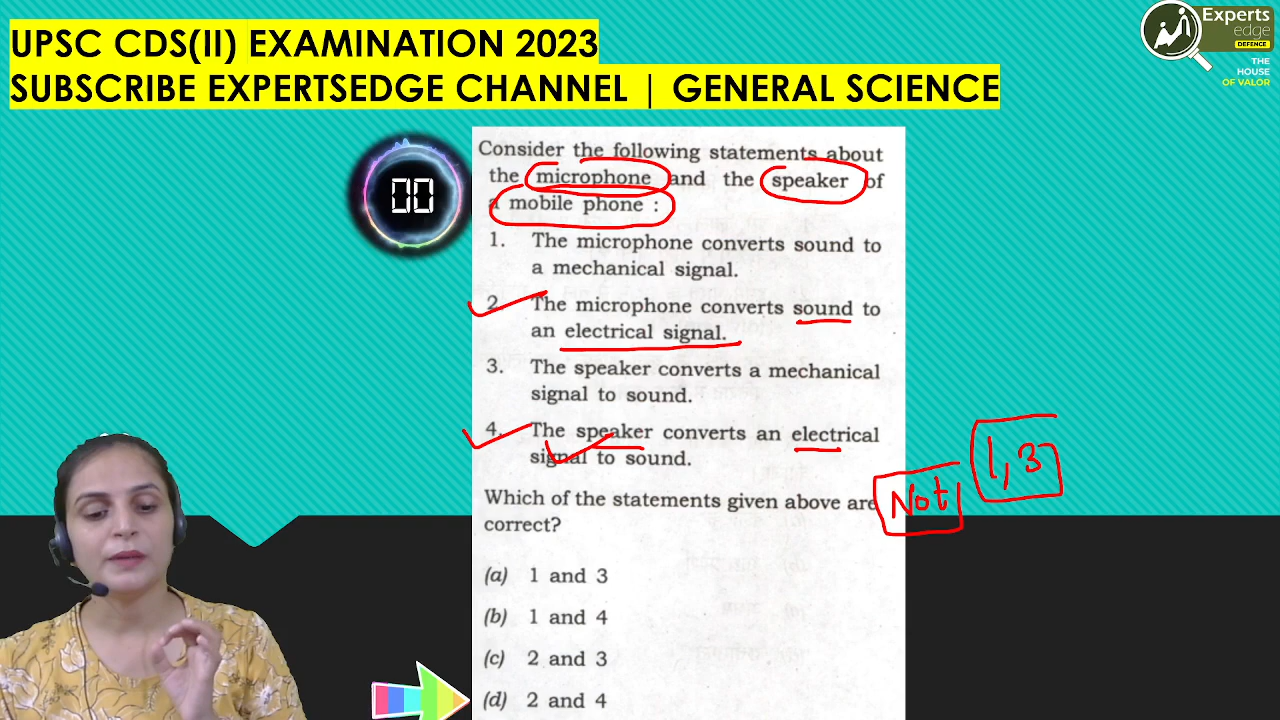 UPSC CDS(II) EXAMINATION 2023
SUBSCRIBE EXPERTSEDGE CHANNEL | GENERAL SCIENCE
Experts
edge
DEFENCE
THE
HOUSE
OF VALOR
00
Consider the following statements about
the microphone and the speaker of
a mobile phone :
1. The microphone converts sound to
a mechanical signal.
2. The microphone converts sound to
an electrical signal.
3. The speaker converts a mechanical
signal to sound.
4. The speaker converts an electrical
signal to sound.
Which of the statements given above are
correct?
Not
1, 3
(a) 1 and 3
(b) 1 and 4
(c) 2 and 3
(d) 2 and 4